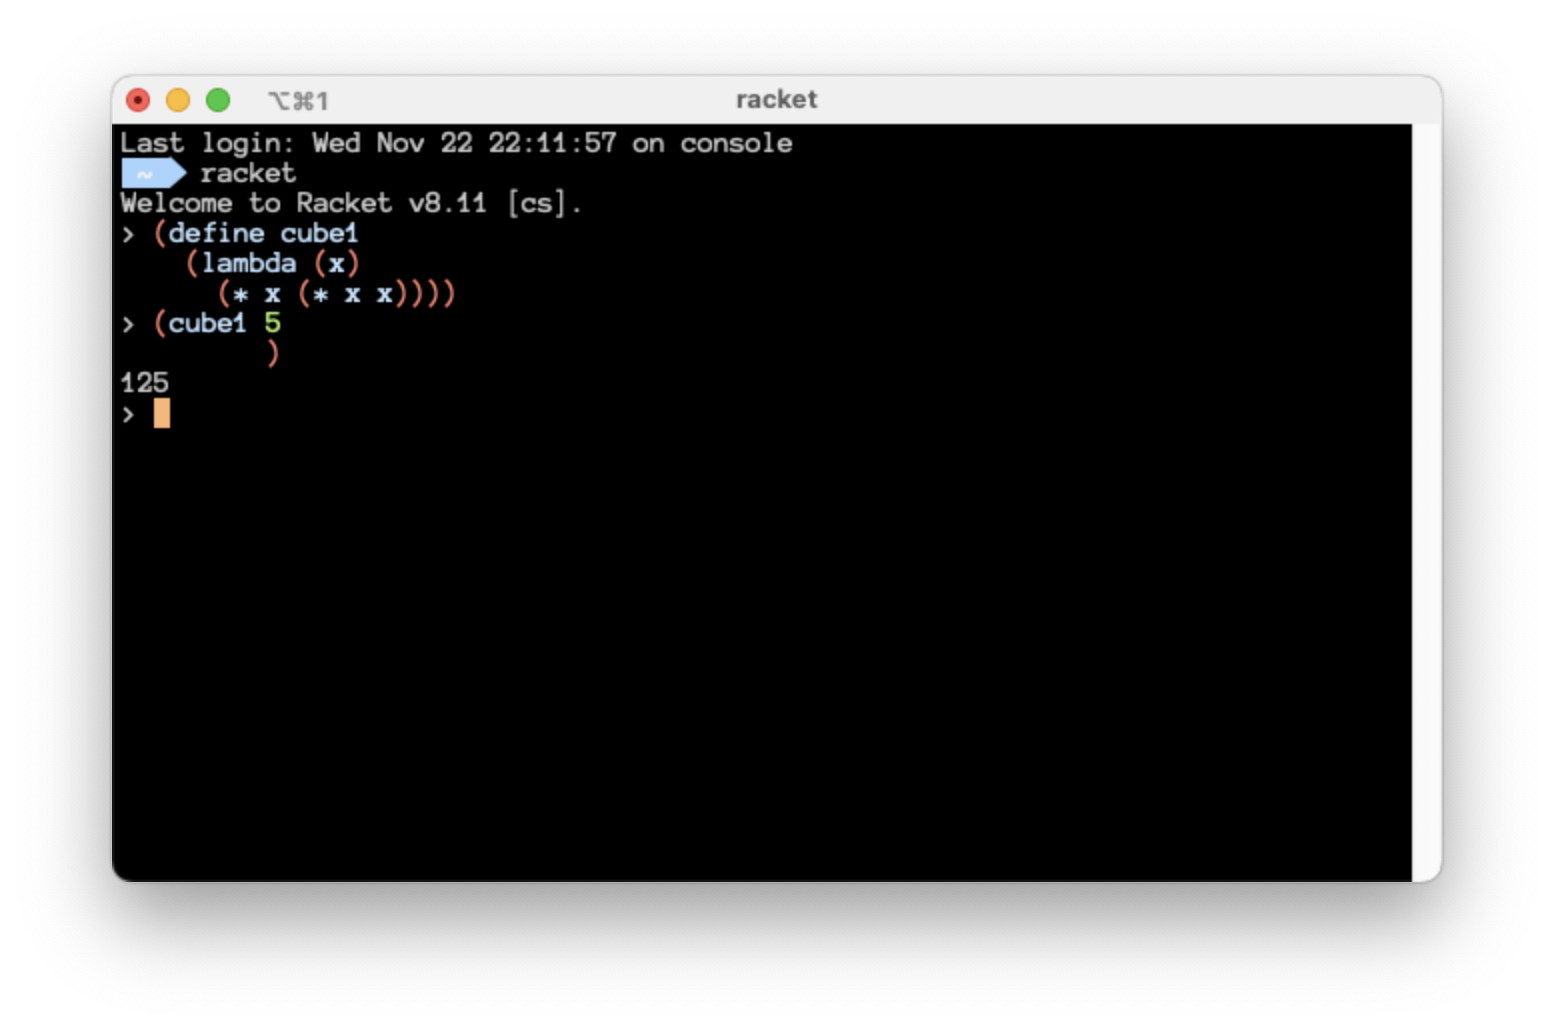 ⌥⌘1 racket
Last login: Wed Nov 22 22:11:57 on console
~ racket
Welcome to Racket v8.11 [cs].
> (define cube1
    (lambda (x)
      (* x (* x x))))
> (cube1 5
         )
125
>